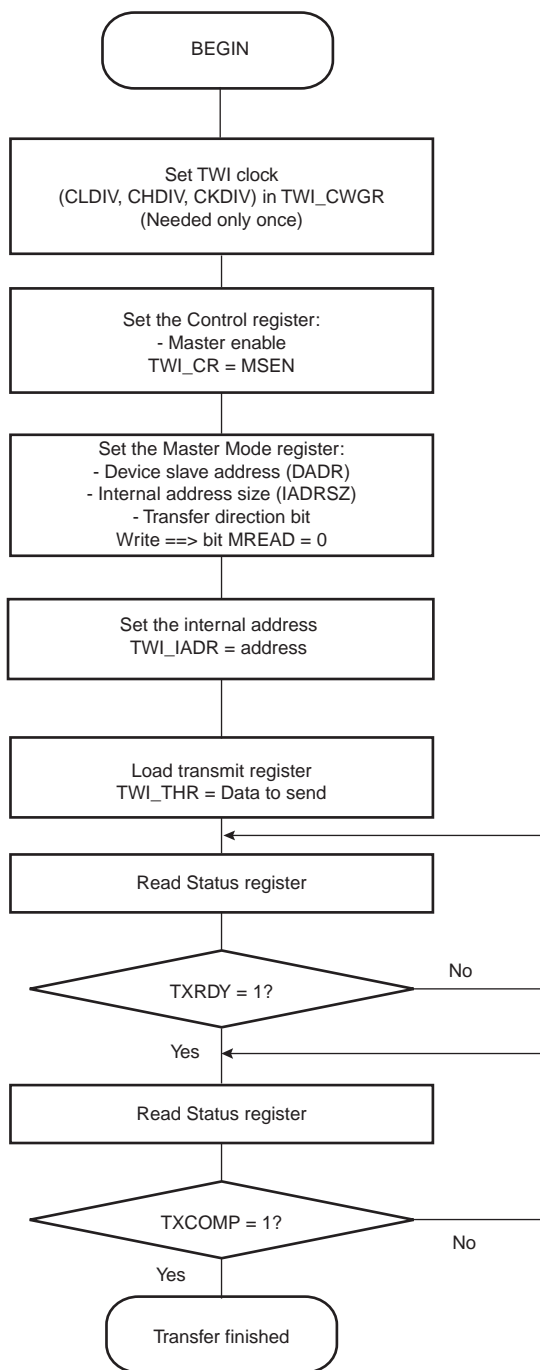 BEGIN
Set TWI clock
(CLDIV, CHDIV, CKDIV) in TWI_CWGR
(Needed only once)
Set the Control register:
- Master enable
TWI_CR = MSEN
Set the Master Mode register:
- Device slave address (DADR)
- Internal address size (IADRSZ)
- Transfer direction bit
Write ==> bit MREAD = 0
Set the internal address
TWI_IADR = address
Load transmit register
TWI_THR = Data to send
Read Status register
No
TXRDY = 1?
Yes
Read Status register
TXCOMP = 1?
No
Yes
Transfer finished